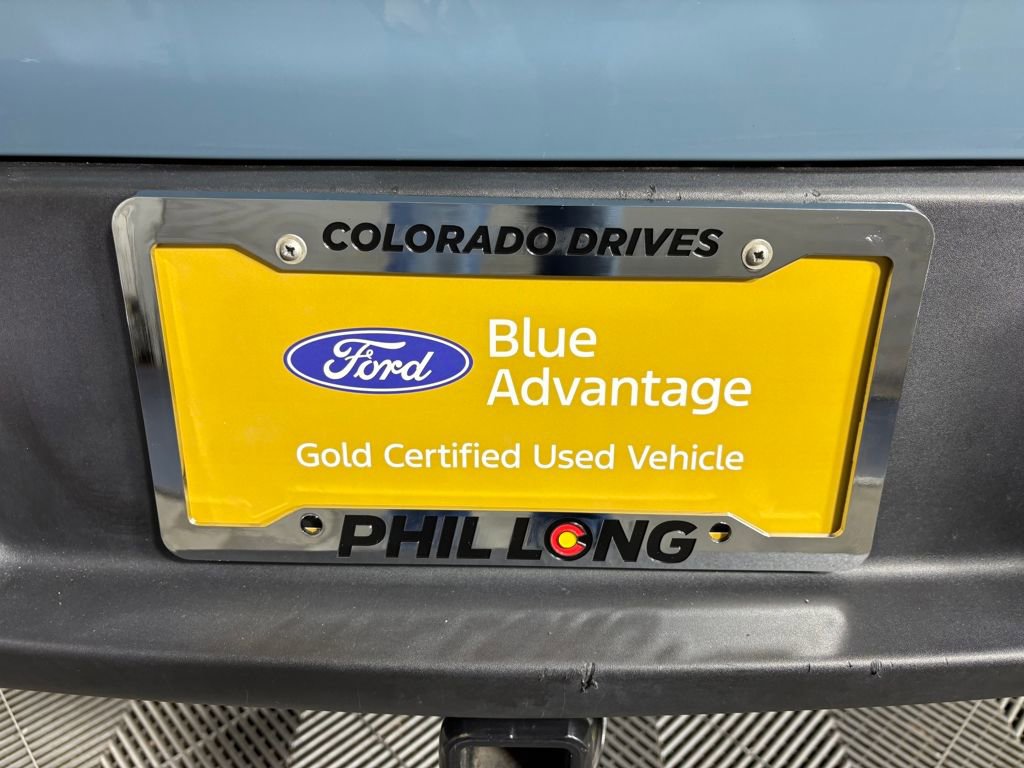 COLORADO DRIVES
Ford
Blue
Advantage
Gold Certified Used Vehicle
PHIL LONG